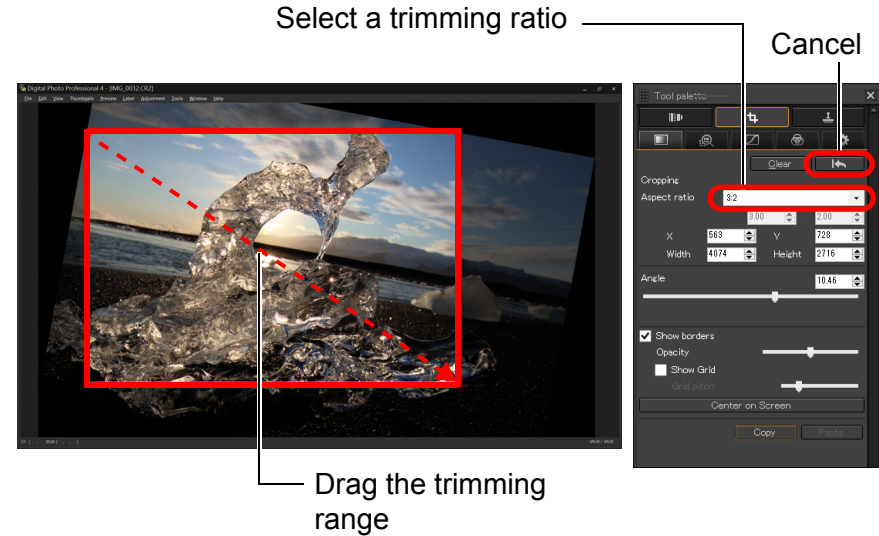 Select a trimming ratio
Cancel
Digital Photo Professional 4 - [IMG_0032.CR2]
File Edit View Thumbnails Preview Label Adjustment Tools Window Help
Tool palette
Clear
Cropping
Aspect ratio 3:2
3.00 2.00
X 563 Y 728
Width 4074 Height 2716
Angle 10.46
Show borders
Opacity
Show Grid
Grid pitch
Center on Screen
Copy Paste
Drag the trimming
range